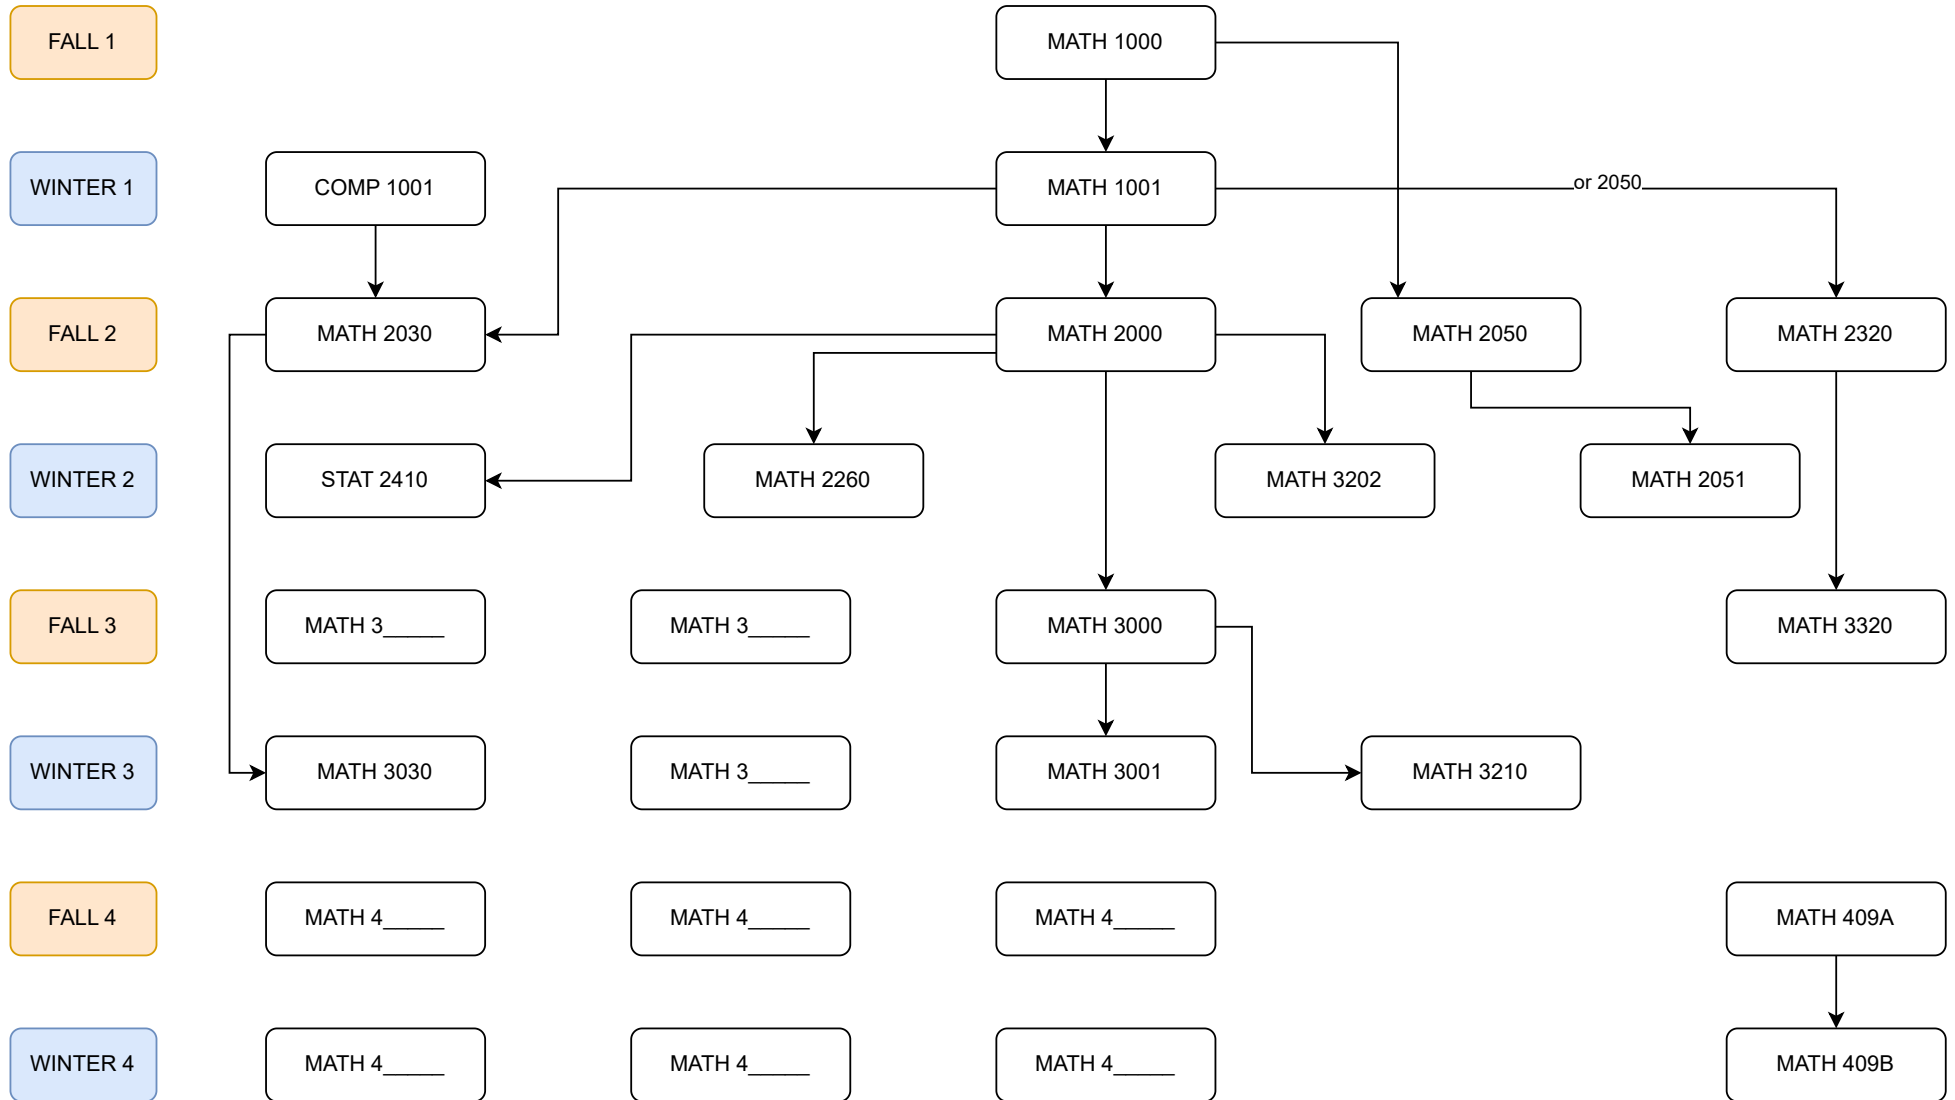 FALL 1
MATH 1000
WINTER 1
COMP 1001
MATH 1001
or 2050
FALL 2
MATH 2030
MATH 2000
MATH 2050
MATH 2320
WINTER 2
STAT 2410
MATH 2260
MATH 3202
MATH 2051
FALL 3
MATH 3_____
MATH 3_____
MATH 3000
MATH 3320
WINTER 3
MATH 3030
MATH 3_____
MATH 3001
MATH 3210
FALL 4
MATH 4_____
MATH 4_____
MATH 4_____
MATH 409A
WINTER 4
MATH 4_____
MATH 4_____
MATH 4_____
MATH 409B